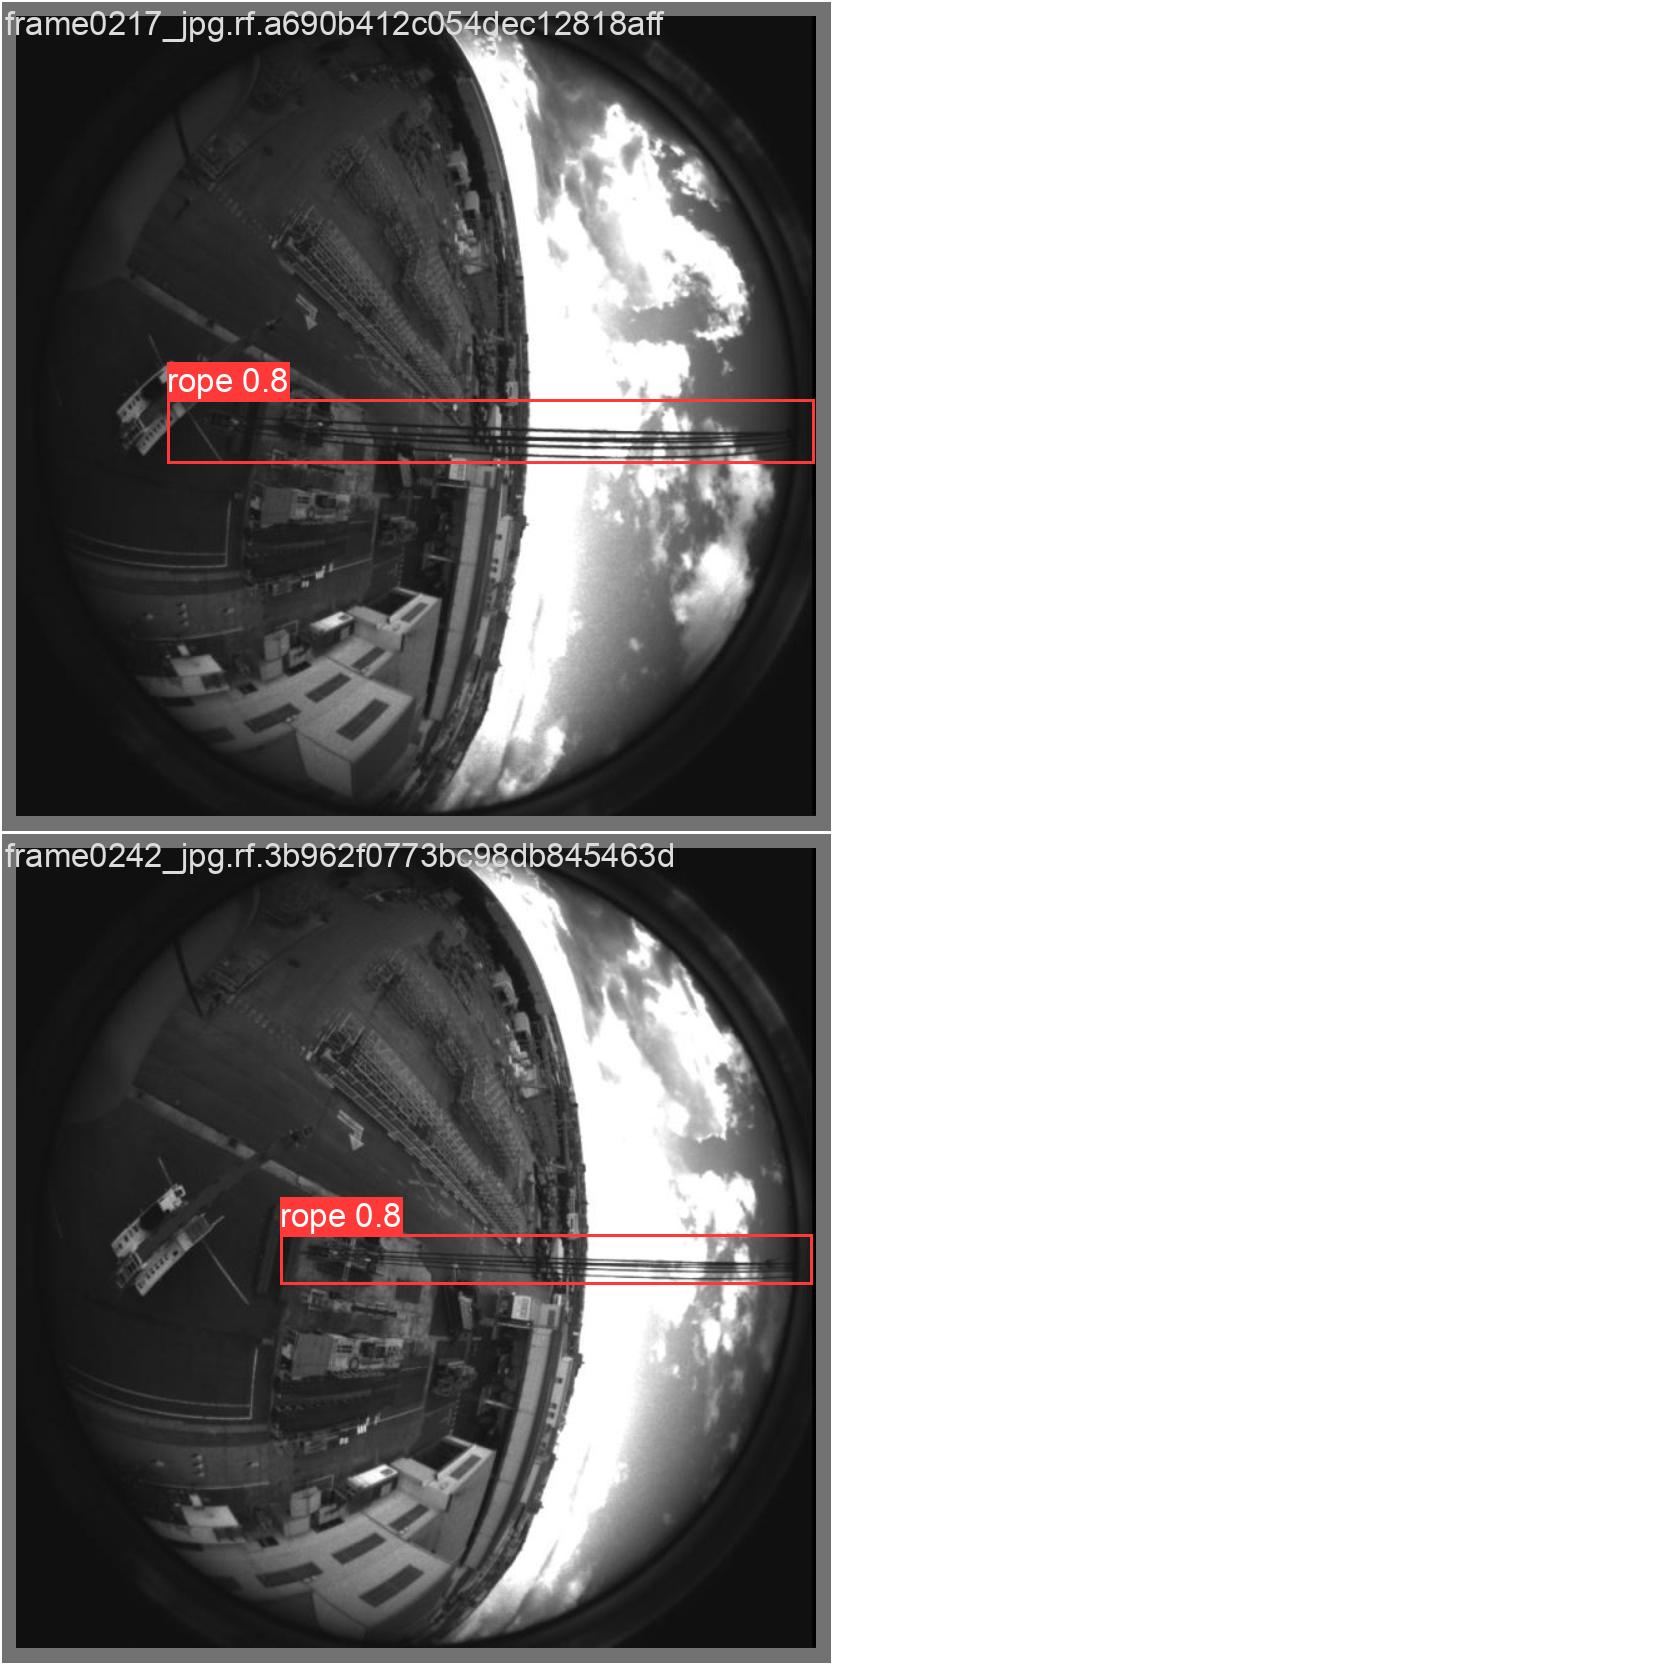 frame0217_jpg.rf.a690b412c054dec12818aff
rope 0.8
frame0242_jpg.rf.3b962f0773bc98db845463d
rope 0.8